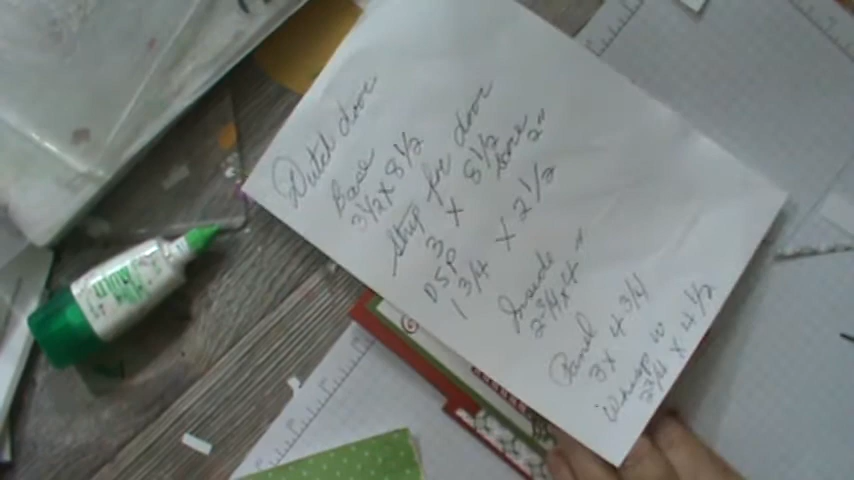 Dutch door
Base
3 1/2 x 8 1/2
Strip for door
3 x 8 1/2
Score 2"
DSP
1 3/4 x 2 1/2
Inside
2 3/4 x 4"
Panel
3 x 4 3/4
w
2 3/4 x 4 1/2